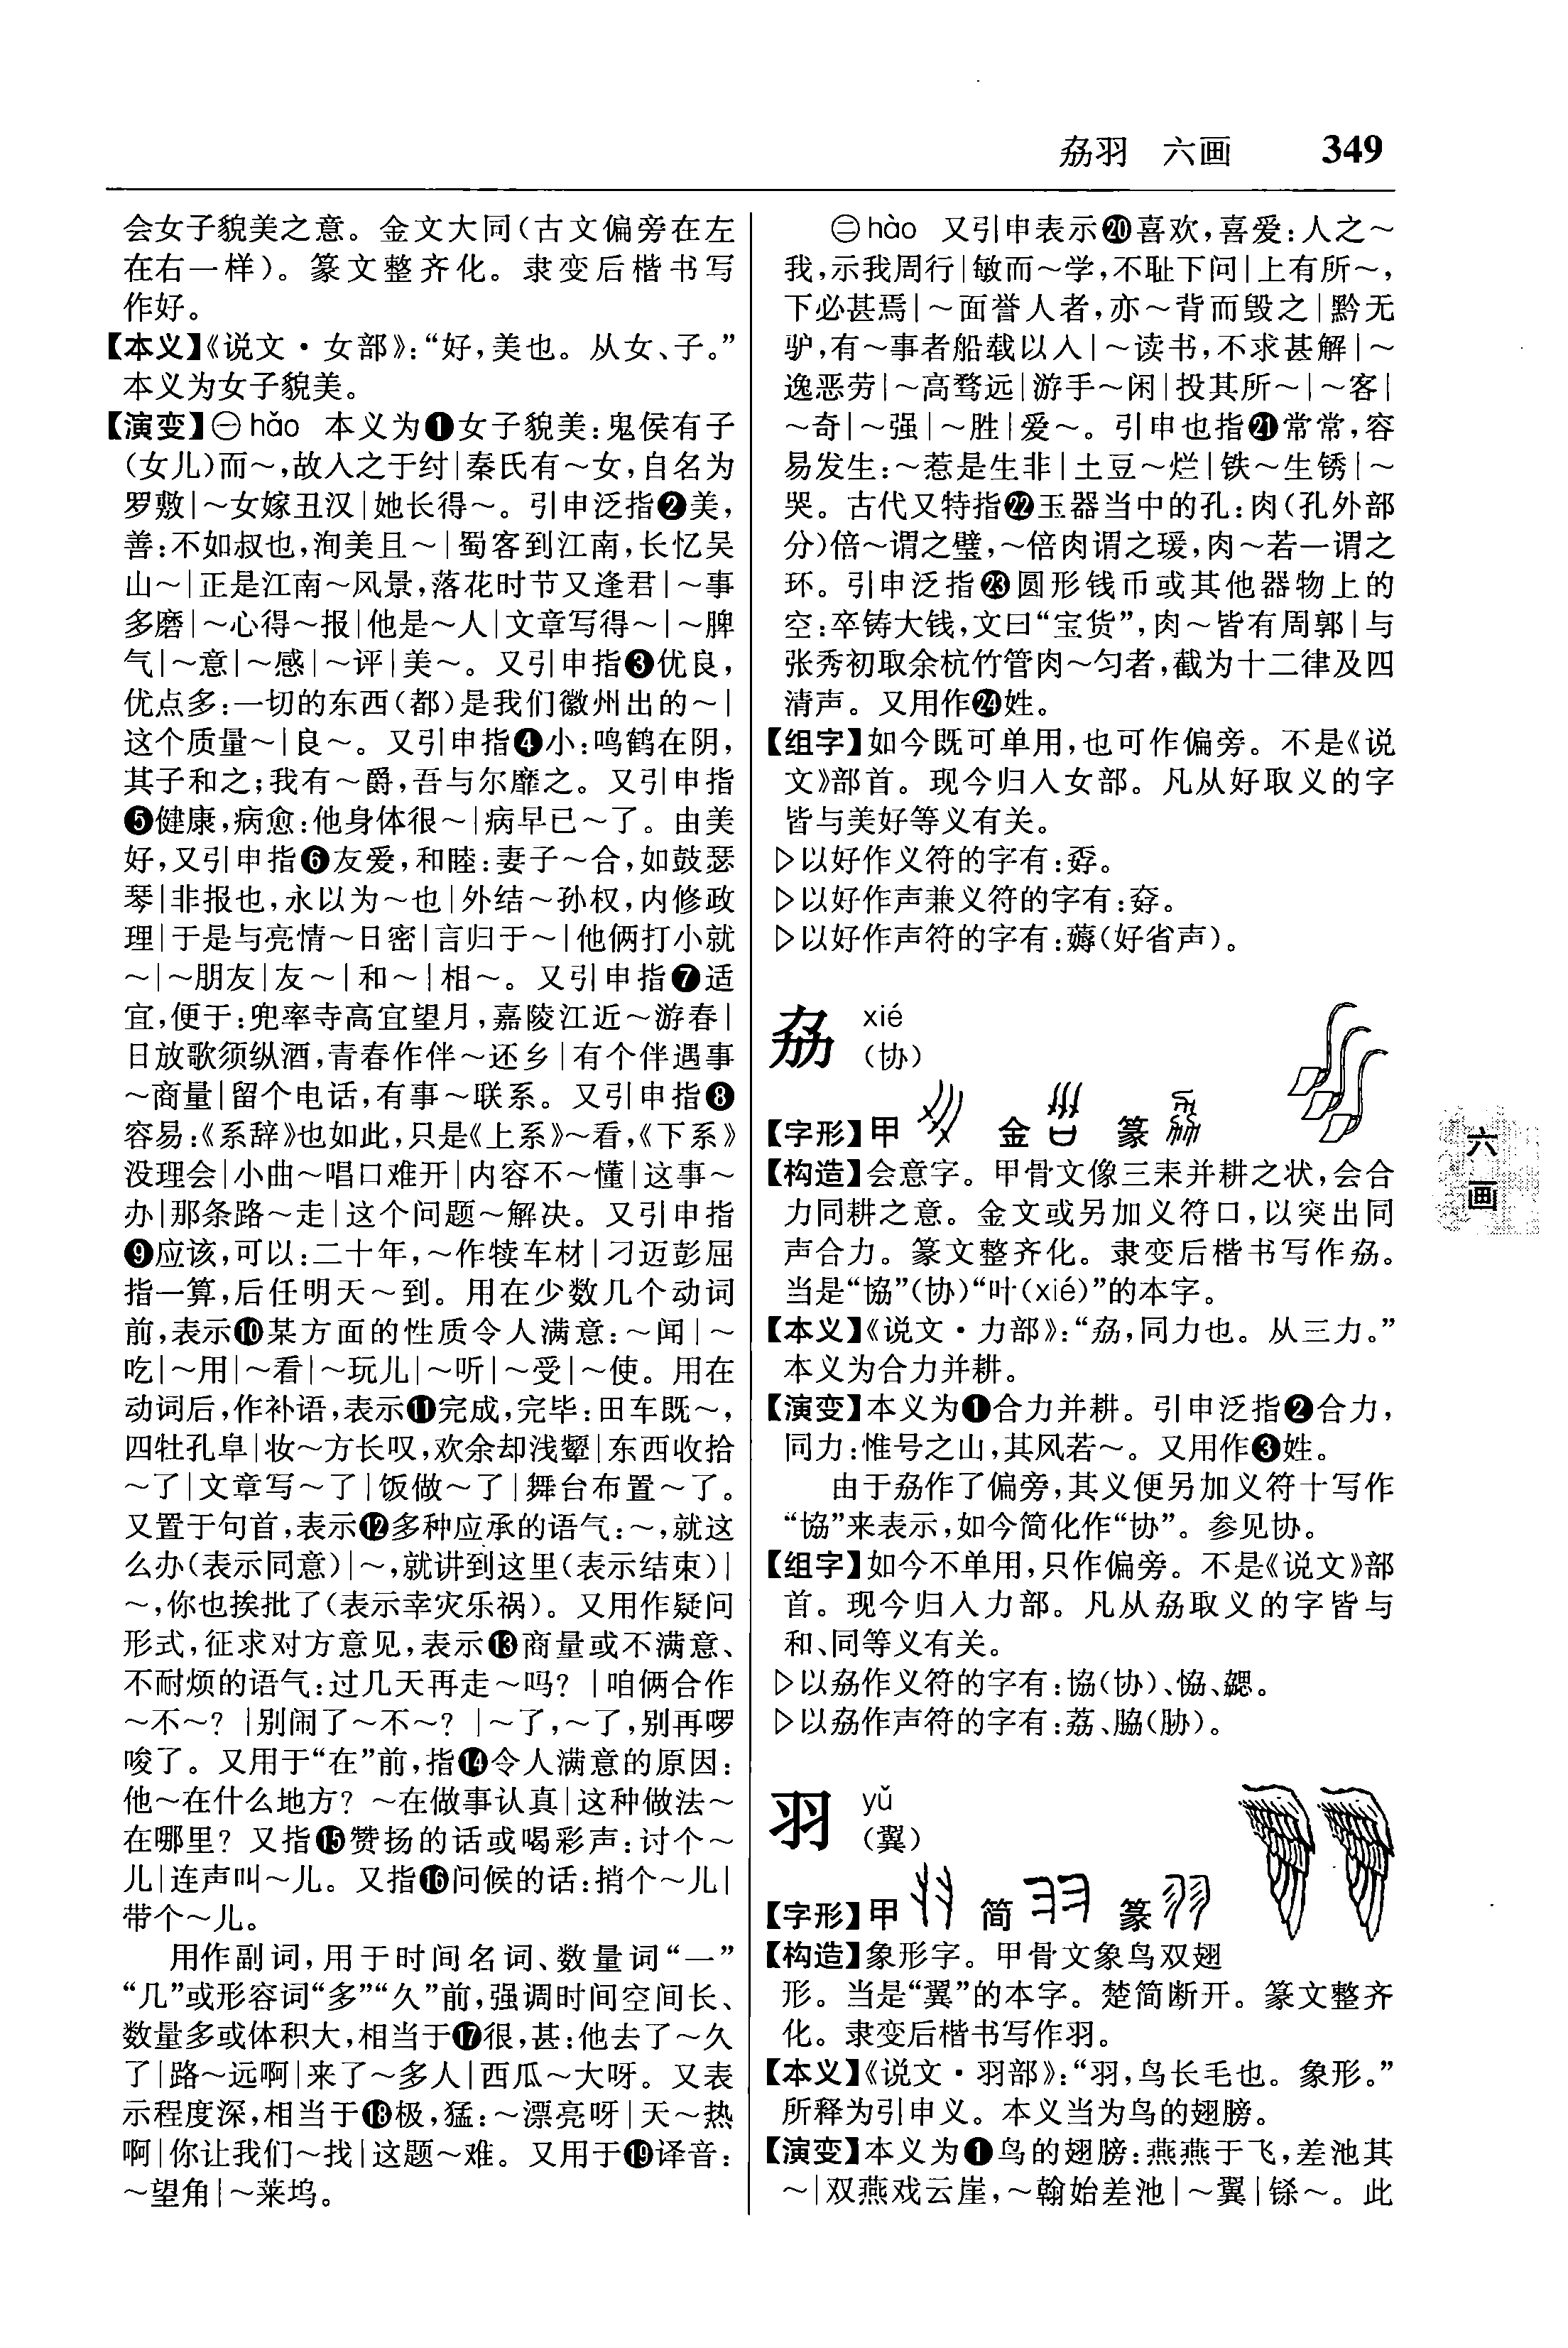 劦羽 六画 349
会女子貌美之意。金文大同(古文偏旁在左
在右一样)。篆文整齐化。隶变后楷书写
作好。
【本义】《说文·女部》:“好,美也。从女、子。”
本义为女子貌美。
【演变】㊀hǎo 本义为❶女子貌美:鬼侯有子
(女儿)而~,故入之于纣|秦氏有~女,自名为
罗敷|~女嫁丑汉|她长得~。引申泛指❷美,
善:不如叔也,洵美且~|蜀客到江南,长忆吴
山~|正是江南~风景,落花时节又逢君|~事
多磨|~心得~报|他是~人|文章写得~|~脾
气|~意|~感|~评|美~。又引申指❸优良,
优点多:一切的东西(都)是我们徽州出的~|
这个质量~|良~。又引申指❹小:鸣鹤在阴,
其子和之;我有~爵,吾与尔靡之。又引申指
❺健康,病愈:他身体很~|病早已~了。由美
好,又引申指❻友爱,和睦:妻子~合,如鼓瑟
琴|非报也,永以为~也|外结~孙权,内修政
理|于是与亮情~日密|言归于~|他俩打小就
~|~朋友|友~|和~|相~。又引申指❼适
宜,便于:兜率寺高宜望月,嘉陵江近~游春|
日放歌须纵酒,青春作伴~还乡|有个伴遇事
~商量|留个电话,有事~联系。又引申指❽
容易:《系辞》也如此,只是《上系》~看,《下系》
没理会|小曲~唱口难开|内容不~懂|这事~
办|那条路~走|这个问题~解决。又引申指
❾应该,可以:二十年,~作犊车材|刁迈彭屈
指一算,后任明天~到。用在少数几个动词
前,表示❿某方面的性质令人满意:~闻|~
吃|~用|~看|~玩儿|~听|~受|~使。用在
动词后,作补语,表示⓫完成,完毕:田车既~,
四牡孔阜|妆~方长叹,欢余却浅颦|东西收拾
~了|文章写~了|饭做~了|舞台布置~了。
又置于句首,表示⓬多种应承的语气:~,就这
么办(表示同意)|~,就讲到这里(表示结束)|
~,你也挨批了(表示幸灾乐祸)。又用作疑问
形式,征求对方意见,表示⓭商量或不满意、
不耐烦的语气:过几天再走~吗?|咱俩合作
~不~?|别闹了~不~?|~了,~了,别再啰
唆了。又用于“在”前,指⓮令人满意的原因:
他~在什么地方?~在做事认真|这种做法~
在哪里?又指⓯赞扬的话或喝彩声:讨个~
儿|连声叫~儿。又指⓰问候的话:捎个~儿|
带个~儿。
用作副词,用于时间名词、数量词“一”
“几”或形容词“多”“久”前,强调时间空间长、
数量多或体积大,相当于⓱很,甚:他去了~久
了|路~远啊|来了~多人|西瓜~大呀。又表
示程度深,相当于⓲极,猛:~漂亮呀|天~热
啊|你让我们~找|这题~难。又用于⓳译音:
~望角|~莱坞。
㊁hào 又引申表示⓴喜欢,喜爱:人之~
我,示我周行|敏而~学,不耻下问|上有所~,
下必甚焉|~面誉人者,亦~背而毁之|黔无
驴,有~事者船载以入|~读书,不求甚解|~
逸恶劳|~高骛远|游手~闲|投其所~|~客|
~奇|~强|~胜|爱~。引申也指㉑常常,容
易发生:~惹是生非|土豆~烂|铁~生锈|~
哭。古代又特指㉒玉器当中的孔:肉(孔外部
分)倍~谓之璧,~倍肉谓之瑗,肉~若一谓之
环。引申泛指㉓圆形钱币或其他器物上的
空:卒铸大钱,文曰“宝货”,肉~皆有周郭|与
张秀初取余杭竹管肉~匀者,截为十二律及四
清声。又用作㉔姓。
【组字】如今既可单用,也可作偏旁。不是《说
文》部首。现今归入女部。凡从好取义的字
皆与美好等义有关。
▷以好作义符的字有:孬。
▷以好作声兼义符的字有:㝀。
▷以好作声符的字有:薅(好省声)。
劦 xié
(协)
【字形】甲 金 篆
【构造】会意字。甲骨文像三耒并耕之状,会合
力同耕之意。金文或另加义符口,以突出同
声合力。篆文整齐化。隶变后楷书写作劦。
当是“協”(协)“叶(xié)”的本字。
【本义】《说文·力部》:“劦,同力也。从三力。”
本义为合力并耕。
【演变】本义为❶合力并耕。引申泛指❷合力,
同力:惟号之山,其风若~。又用作❸姓。
由于劦作了偏旁,其义便另加义符十写作
“協”来表示,如今简化作“协”。参见协。
【组字】如今不单用,只作偏旁。不是《说文》部
首。现今归入力部。凡从劦取义的字皆与
和、同等义有关。
▷以劦作义符的字有:協(协)、恊、勰。
▷以劦作声符的字有:荔、脇(胁)。
羽 yǔ
(翼)
【字形】甲 简 篆
【构造】象形字。甲骨文象鸟双翅
形。当是“翼”的本字。楚简断开。篆文整齐
化。隶变后楷书写作羽。
【本义】《说文·羽部》:“羽,鸟长毛也。象形。”
所释为引申义。本义当为鸟的翅膀。
【演变】本义为❶鸟的翅膀:燕燕于飞,差池其
~|双燕戏云崖,~翰始差池|~翼|铩~。此
六
画